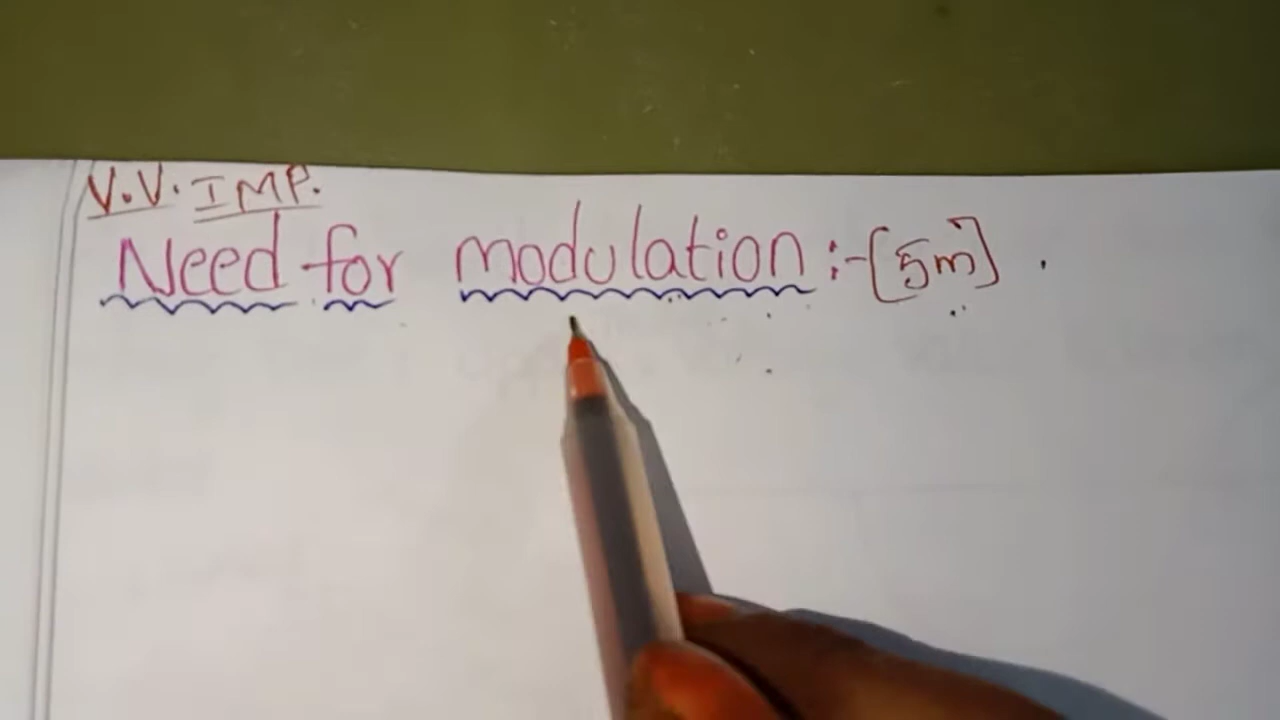 V.V. IMP.
Need for modulation :- [5m] .